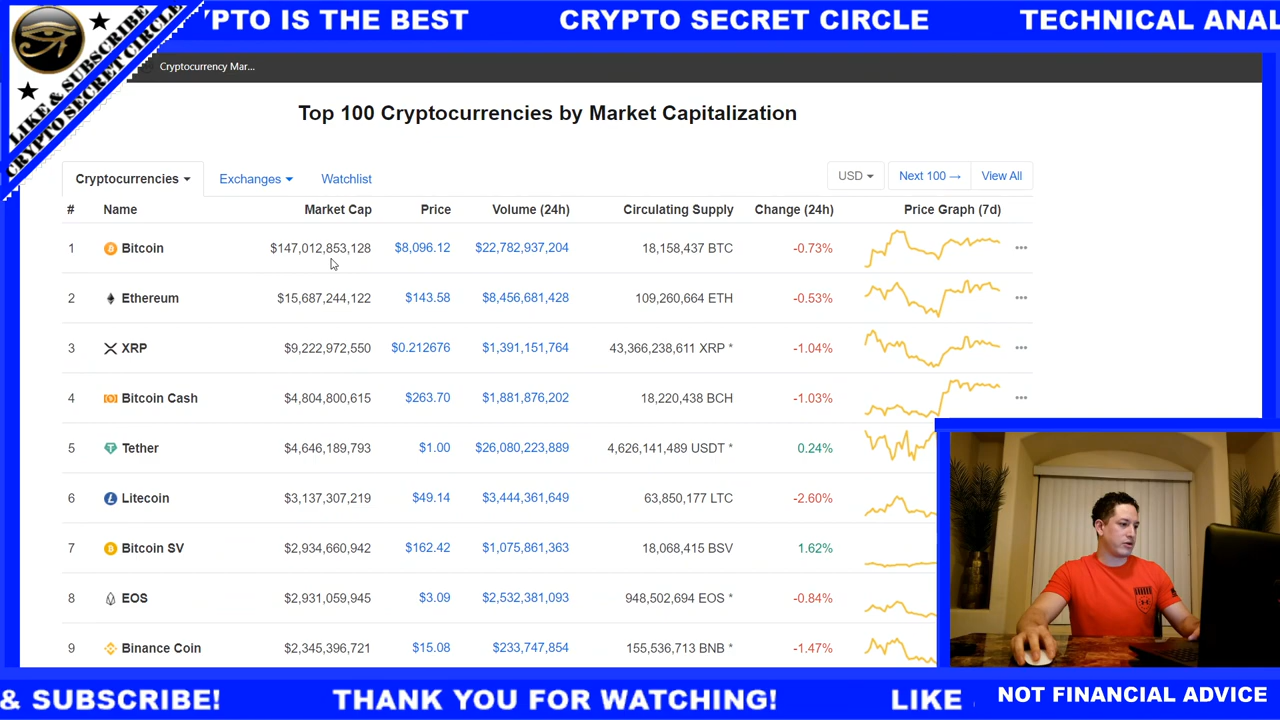 YPTO IS THE BEST CRYPTO SECRET CIRCLE TECHNICAL ANAL
LIKE & SUBSCRIBE
CRYPTO SECRET CIRCLE
Cryptocurrency Mar...
Top 100 Cryptocurrencies by Market Capitalization
Cryptocurrencies Exchanges Watchlist USD Next 100 → View All
# Name Market Cap Price Volume (24h) Circulating Supply Change (24h) Price Graph (7d)
1 Bitcoin $147,012,853,128 $8,096.12 $22,782,937,204 18,158,437 BTC -0.73%
2 Ethereum $15,687,244,122 $143.58 $8,456,681,428 109,260,664 ETH -0.53%
3 XRP $9,222,972,550 $0.212676 $1,391,151,764 43,366,238,611 XRP * -1.04%
4 Bitcoin Cash $4,804,800,615 $263.70 $1,881,876,202 18,220,438 BCH -1.03%
5 Tether $4,646,189,793 $1.00 $26,080,223,889 4,626,141,489 USDT * 0.24%
6 Litecoin $3,137,307,219 $49.14 $3,444,361,649 63,850,177 LTC -2.60%
7 Bitcoin SV $2,934,660,942 $162.42 $1,075,861,363 18,068,415 BSV 1.62%
8 EOS $2,931,059,945 $3.09 $2,532,381,093 948,502,694 EOS * -0.84%
9 Binance Coin $2,345,396,721 $15.08 $233,747,854 155,536,713 BNB * -1.47%
& SUBSCRIBE! THANK YOU FOR WATCHING! LIKE NOT FINANCIAL ADVICE